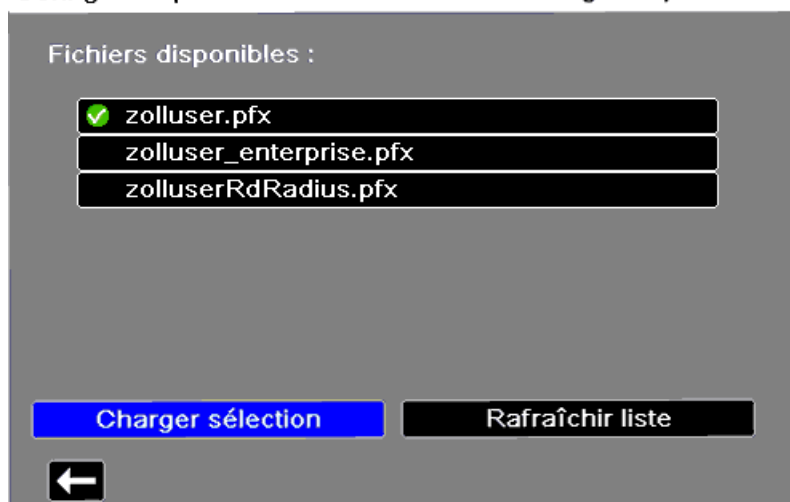 Fichiers disponibles :
zolluser.pfx
zolluser_enterprise.pfx
zolluserRdRadius.pfx
Charger sélection
Rafraîchir liste